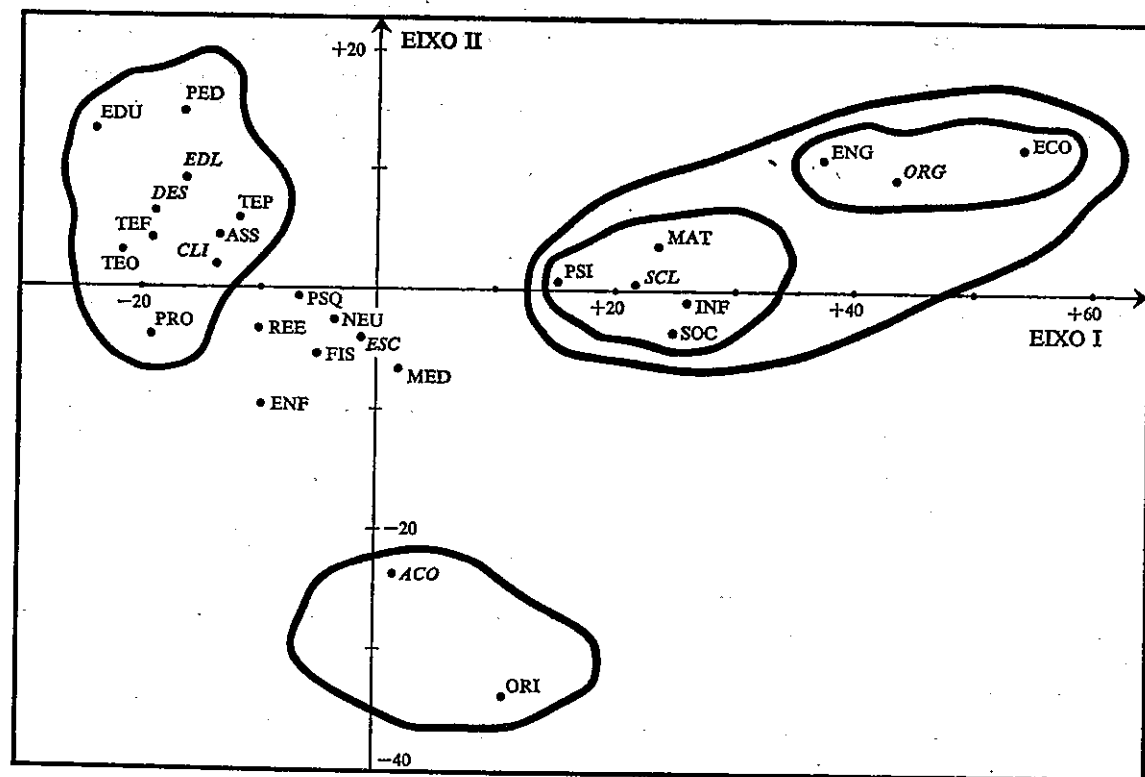 +20
EIXO II
EDU
PED
EDL
DES
TEP
TEF
ASS
TEO
CLI
ENG
ORG
ECO
MAT
PSI
SCL
INF
SOC
-20
PSQ
+20
+40
+60
EIXO I
PRO
REE
NEU
ESC
FIS
MED
ENF
-20
ACO
ORI
-40